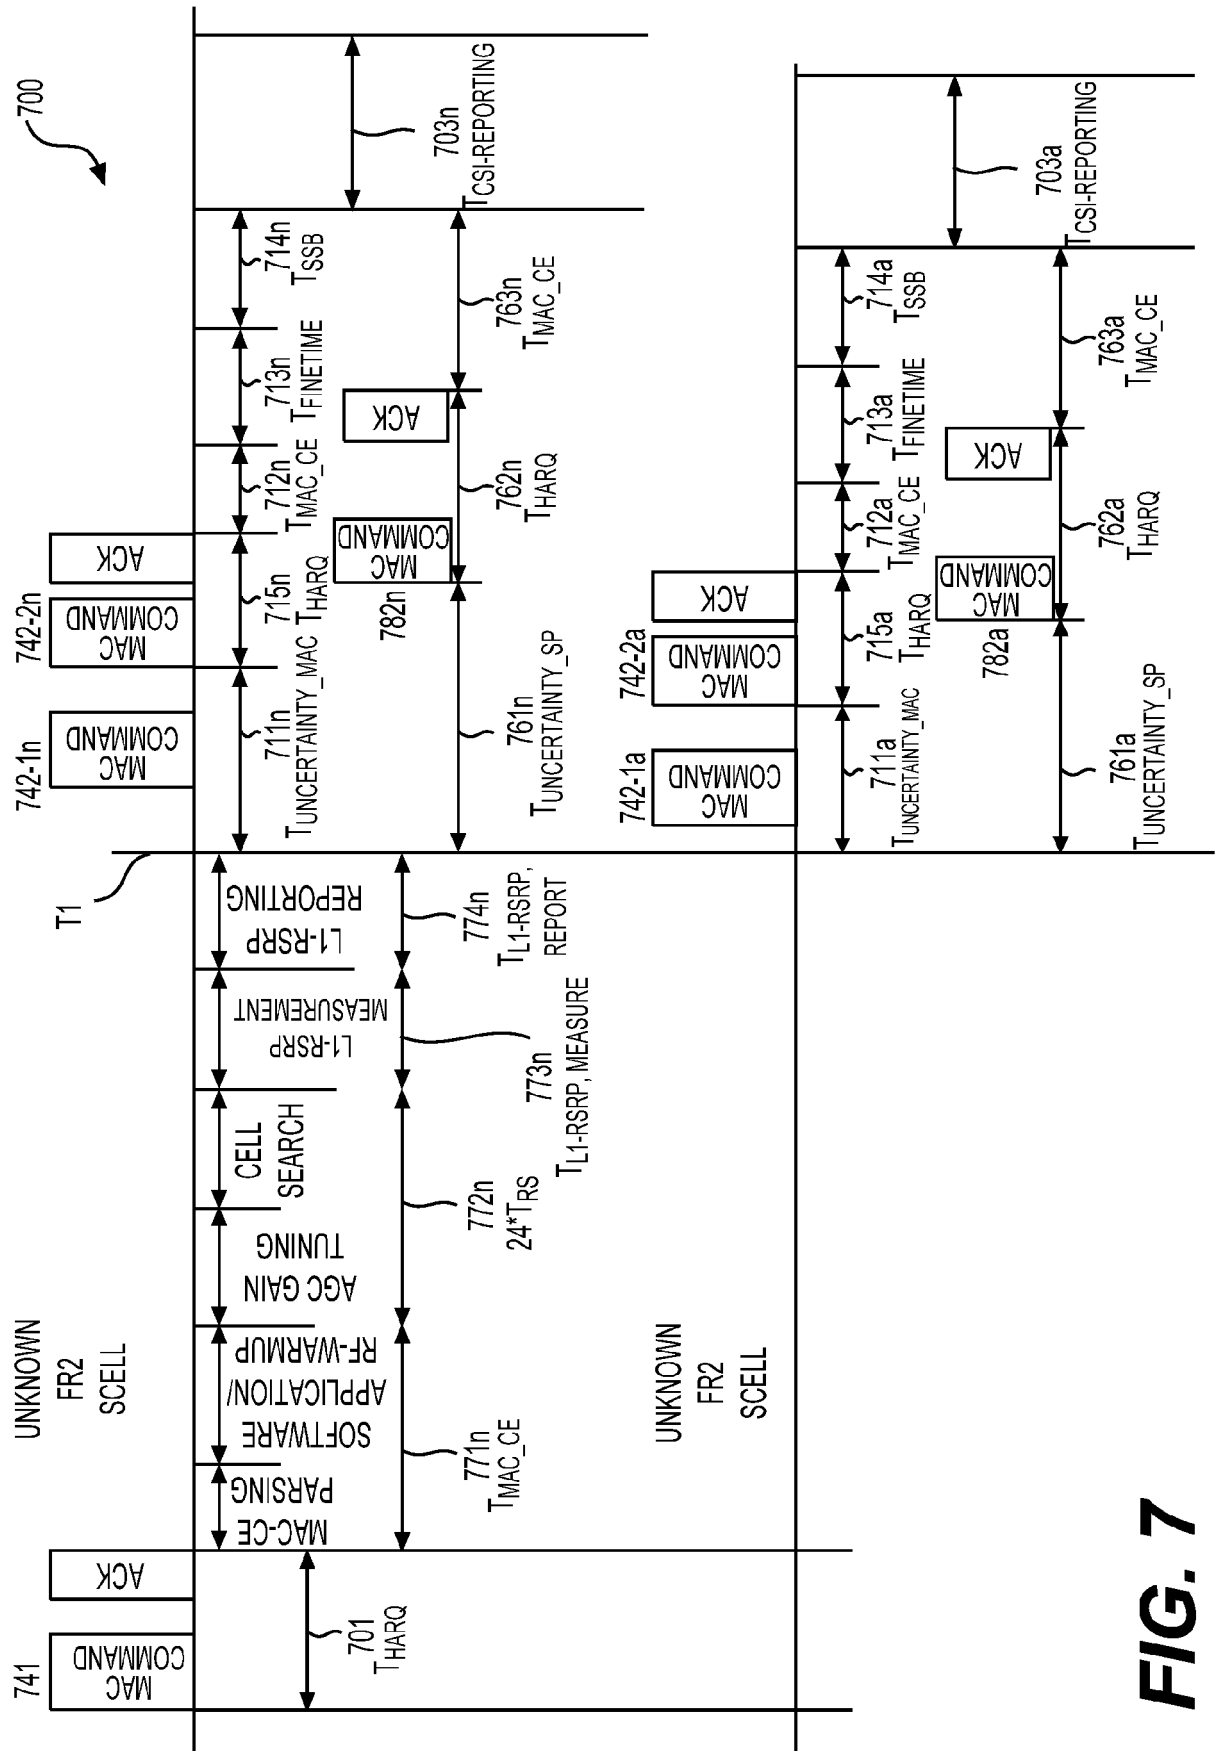 700
741
MAC
COMMAND
ACK
701
THARQ
UNKNOWN
FR2
SCELL
MAC-CE
PARSING
SOFTWARE
APPLICATION/
RF-WARMUP
AGC GAIN
TUNING
CELL
SEARCH
L1-RSRP
MEASUREMENT
L1-RSRP
REPORTING
771n
TMAC_CE
772n
24*TRS
773n
TL1-RSRP, MEASURE
774n
TL1-RSRP,
REPORT
T1
742-1n
MAC
COMMAND
742-2n
MAC
COMMAND
ACK
711n
TUNCERTAINTY_MAC
715n
THARQ
712n
TMAC_CE
713n
TFINETIME
714n
TSSB
703n
TCSI-REPORTING
782n
MAC
COMMAND
ACK
761n
TUNCERTAINTY_SP
762n
THARQ
763n
TMAC_CE
UNKNOWN
FR2
SCELL
742-1a
MAC
COMMAND
742-2a
MAC
COMMAND
ACK
711a
TUNCERTAINTY_MAC
715a
THARQ
712a
TMAC_CE
713a
TFINETIME
714a
TSSB
703a
TCSI-REPORTING
782a
MAC
COMMAND
ACK
761a
TUNCERTAINTY_SP
762a
THARQ
763a
TMAC_CE
FIG. 7